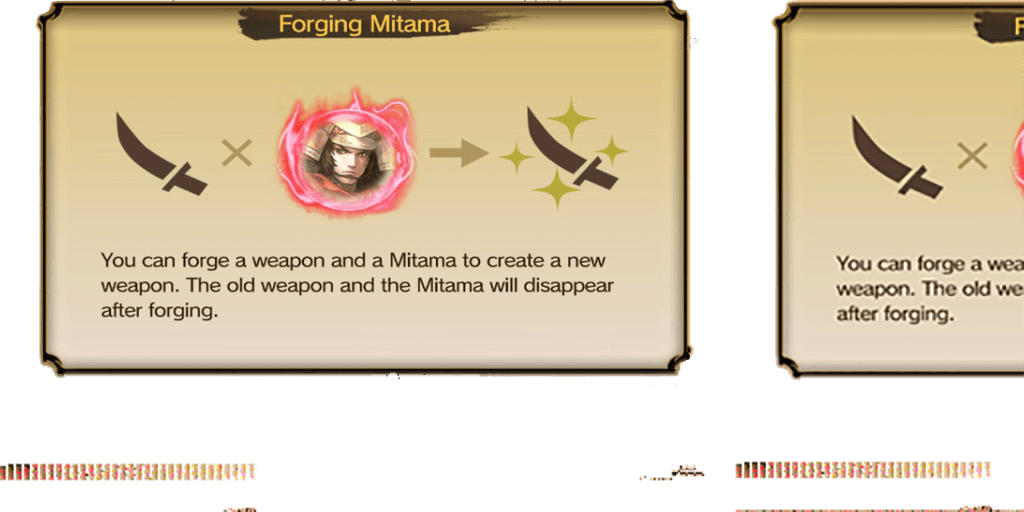 Forging Mitama
You can forge a weapon and a Mitama to create a new
weapon. The old weapon and the Mitama will disappear
after forging.
F
You can forge a wea
weapon. The old we
after forging.